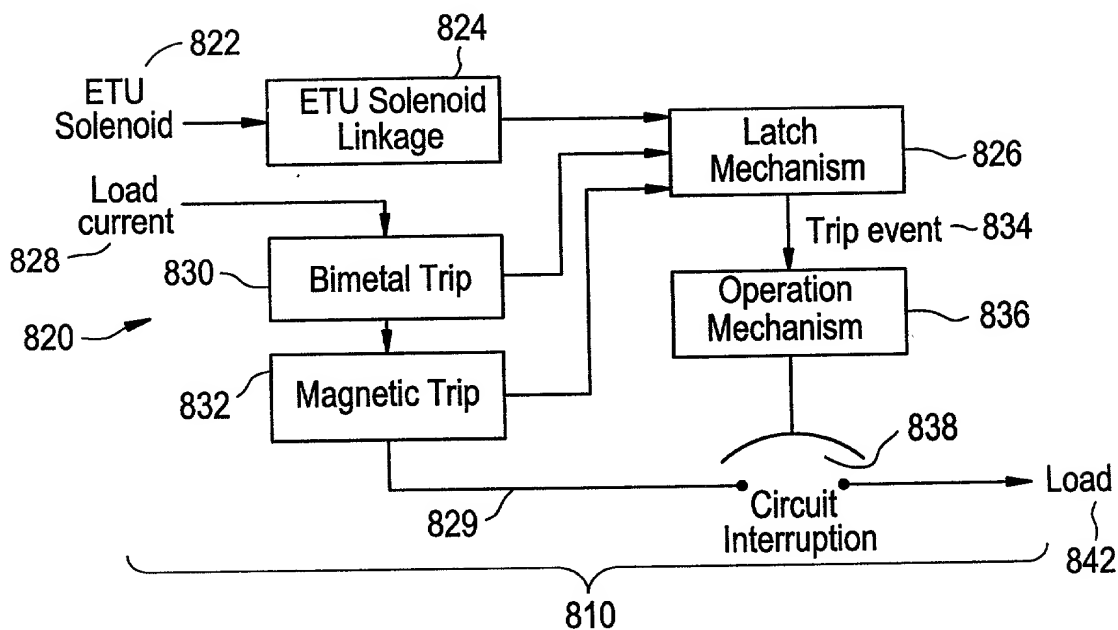 822
824
ETU
Solenoid
ETU Solenoid
Linkage
Latch
Mechanism
826
Load
current
828
Trip event
834
830
Bimetal Trip
Operation
Mechanism
836
820
832
Magnetic Trip
838
829
Circuit
Interruption
Load
842
810